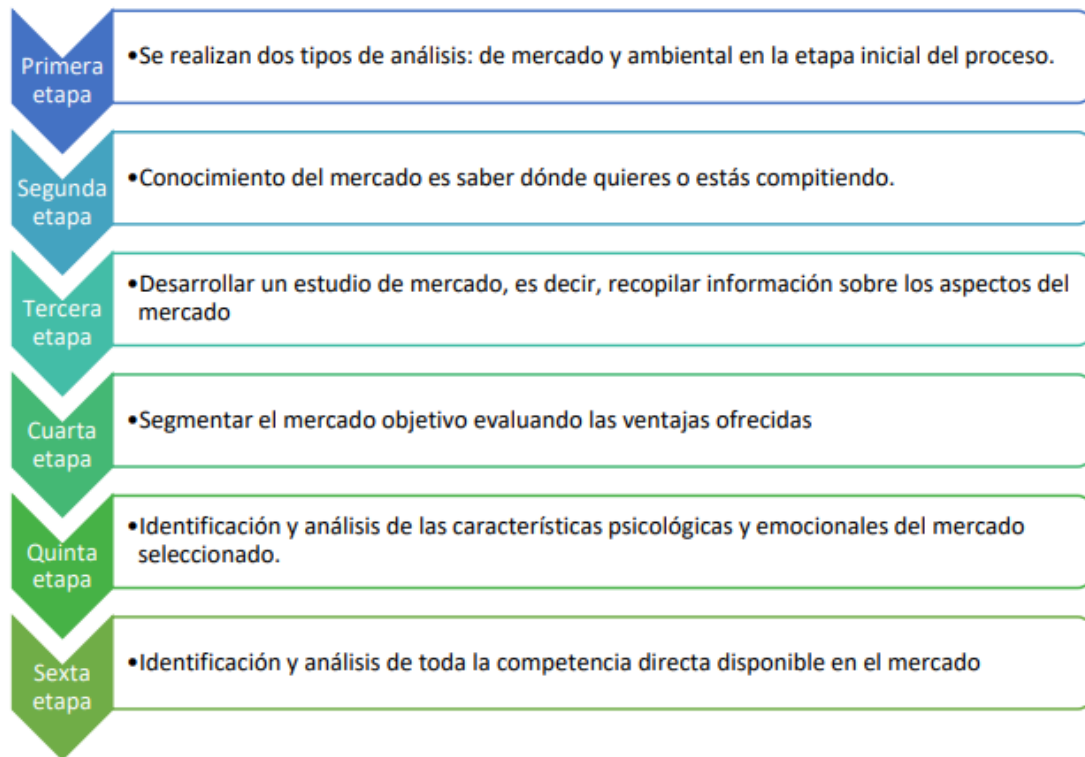 Primera
etapa
•Se realizan dos tipos de análisis: de mercado y ambiental en la etapa inicial del proceso.
Segunda
etapa
•Conocimiento del mercado es saber dónde quieres o estás compitiendo.
Tercera
etapa
•Desarrollar un estudio de mercado, es decir, recopilar información sobre los aspectos del
mercado
Cuarta
etapa
•Segmentar el mercado objetivo evaluando las ventajas ofrecidas
Quinta
etapa
•Identificación y análisis de las características psicológicas y emocionales del mercado
seleccionado.
Sexta
etapa
•Identificación y análisis de toda la competencia directa disponible en el mercado